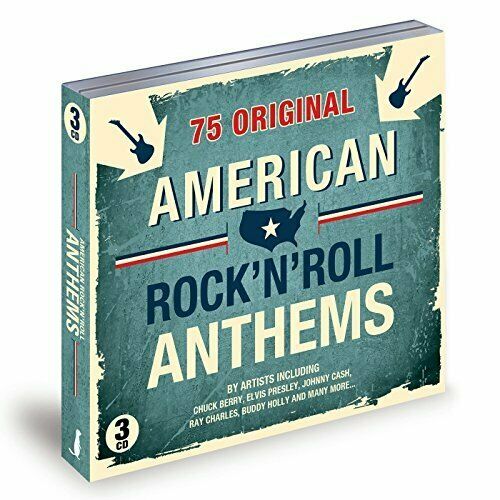 3
CD
AMERICAN ROCK'N'ROLL
ANTHEMS
75 ORIGINAL
AMERICAN
ROCK'N'ROLL
ANTHEMS
BY ARTISTS INCLUDING
CHUCK BERRY, ELVIS PRESLEY, JOHNNY CASH,
RAY CHARLES, BUDDY HOLLY AND MANY MORE...
3
CD